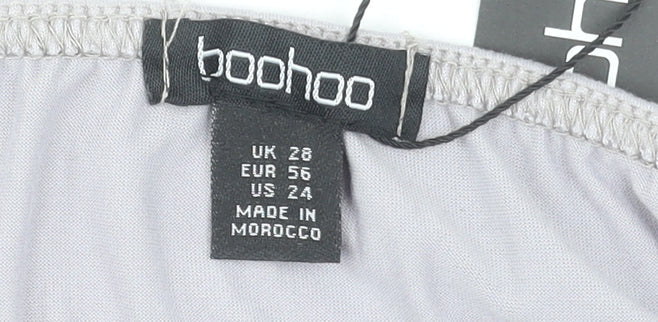 boohoo
UK 28
EUR 56
US 24
MADE IN
MOROCCO